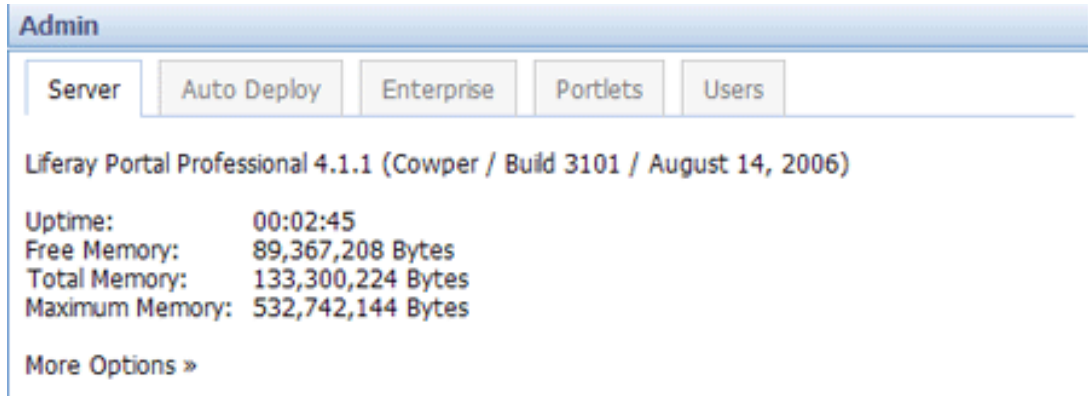 Admin
Server Auto Deploy Enterprise Portlets Users
Liferay Portal Professional 4.1.1 (Cowper / Build 3101 / August 14, 2006)
Uptime: 00:02:45
Free Memory: 89,367,208 Bytes
Total Memory: 133,300,224 Bytes
Maximum Memory: 532,742,144 Bytes
More Options »